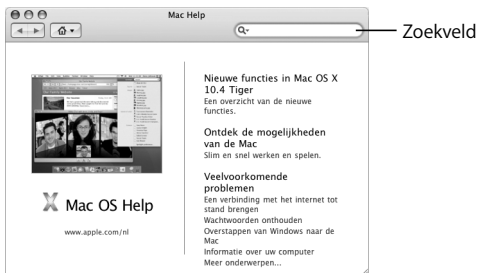 Mac Help
Zoekveld
Nieuwe functies in Mac OS X
10.4 Tiger
Een overzicht van de nieuwe
functies.
Ontdek de mogelijkheden
van de Mac
Slim en snel werken en spelen.
Veelvoorkomende
problemen
Een verbinding met het internet tot
stand brengen
Wachtwoorden onthouden
Overstappen van Windows naar de
Mac
Informatie over uw computer
Meer onderwerpen...
X Mac OS Help
www.apple.com/nl